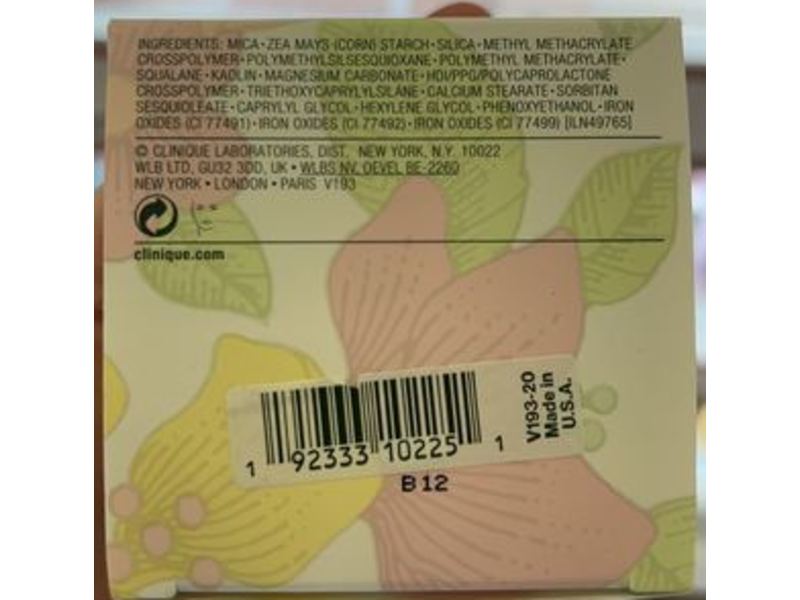 INGREDIENTS: MICA • ZEA MAYS (CORN) STARCH • SILICA • METHYL METHACRYLATE
CROSSPOLYMER • POLYMETHYLSILSESQUIOXANE • POLYMETHYL METHACRYLATE •
SQUALANE • KAOLIN • MAGNESIUM CARBONATE • HDI/PPG/POLYCAPROLACTONE
CROSSPOLYMER • TRIETHOXYCAPRYLYLSILANE • CALCIUM STEARATE • SORBITAN
SESQUIOLEATE • CAPRYLYL GLYCOL • HEXYLENE GLYCOL • PHENOXYETHANOL • IRON
OXIDES (CI 77491) • IRON OXIDES (CI 77492) • IRON OXIDES (CI 77499) [ILN49765]
© CLINIQUE LABORATORIES, DIST. NEW YORK, N.Y. 10022
WLB LTD, GU32 3DD, UK • WLBS NV, OEVEL BE-2260
NEW YORK • LONDON • PARIS V193
clinique.com
V193-20
Made in
U.S.A.
1 92333 10225 1
B12